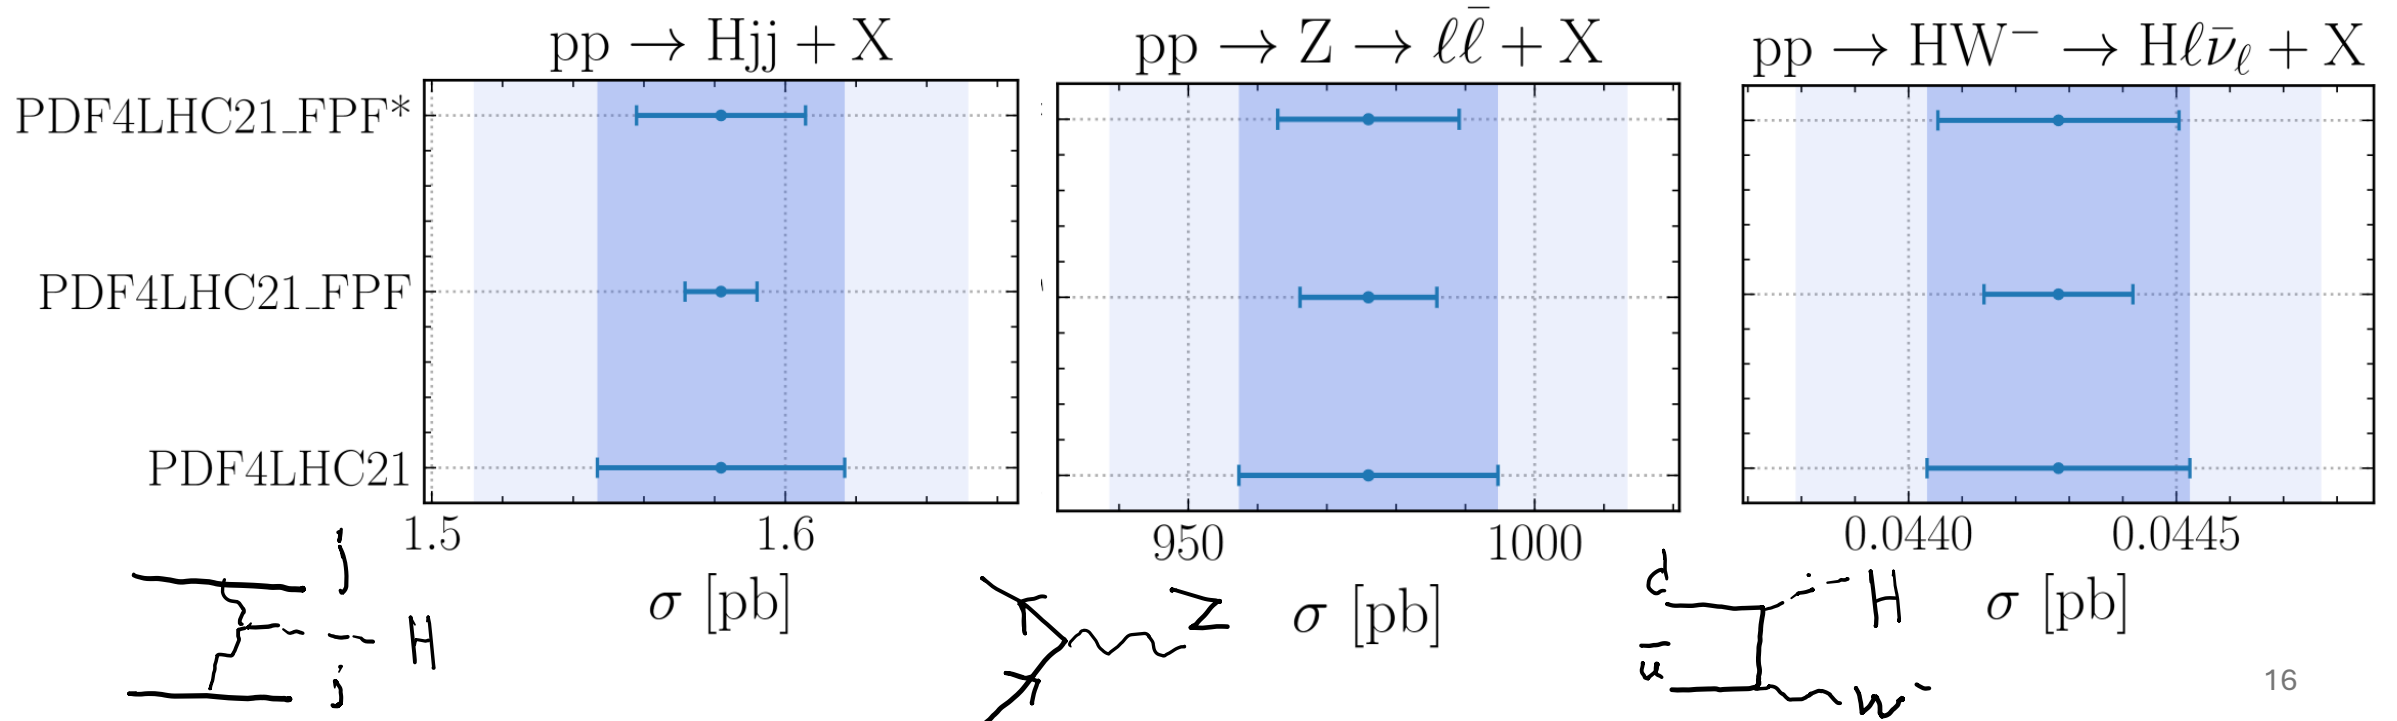 pp → Hjj + X
pp → Z → ℓℓ̄ + X
pp → HW⁻ → Hℓν̄_ℓ + X
PDF4LHC21_FPF*
PDF4LHC21_FPF
PDF4LHC21
1.5 1.6
950 1000
0.0440 0.0445
σ [pb]
σ [pb]
σ [pb]
j
H
j
Z
d
H
ū
W⁻
16